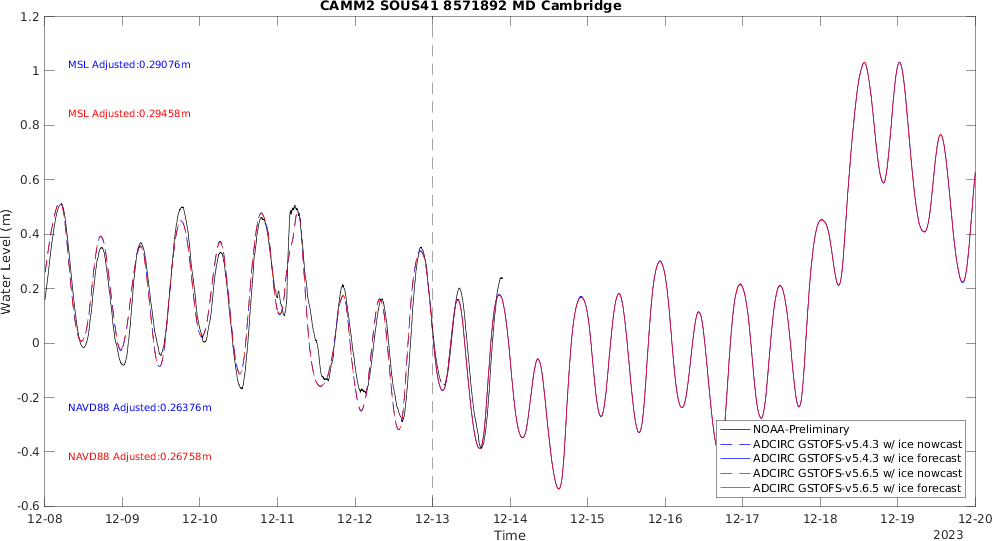 CAMM2 SOUS41 8571892 MD Cambridge
MSL Adjusted:0.29076m
MSL Adjusted:0.29458m
NAVD88 Adjusted:0.26376m
NAVD88 Adjusted:0.26758m
Water Level (m)
1.2
1
0.8
0.6
0.4
0.2
0
-0.2
-0.4
-0.6
NOAA-Preliminary
ADCIRC GSTOFS-v5.4.3 w/ ice nowcast
ADCIRC GSTOFS-v5.4.3 w/ ice forecast
ADCIRC GSTOFS-v5.6.5 w/ ice nowcast
ADCIRC GSTOFS-v5.6.5 w/ ice forecast
12-08 12-09 12-10 12-11 12-12 12-13 12-14 12-15 12-16 12-17 12-18 12-19 12-20
Time
2023